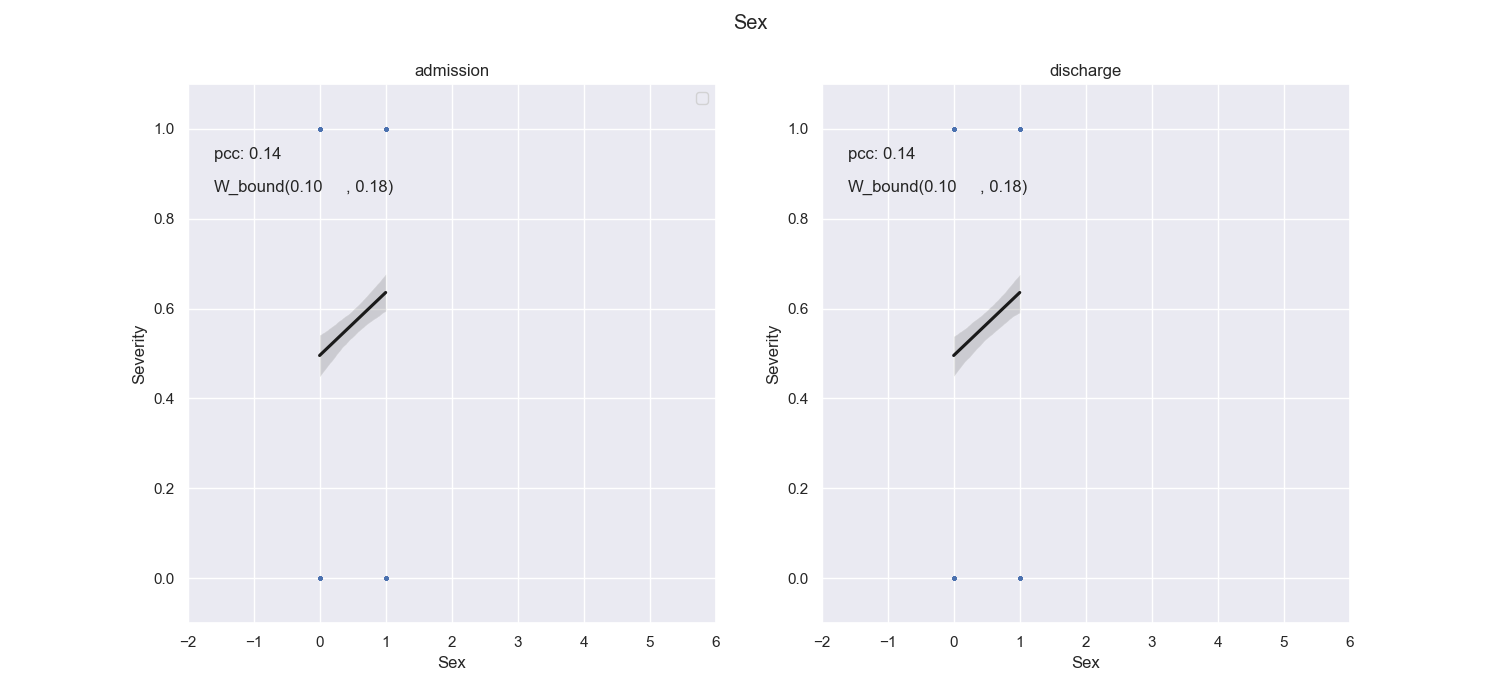 Sex
admission
1.0
0.8
0.6
0.4
0.2
0.0
Severity
pcc: 0.14
W_bound(0.10 , 0.18)
−2 −1 0 1 2 3 4 5 6
Sex
discharge
1.0
0.8
0.6
0.4
0.2
0.0
Severity
pcc: 0.14
W_bound(0.10 , 0.18)
−2 −1 0 1 2 3 4 5 6
Sex